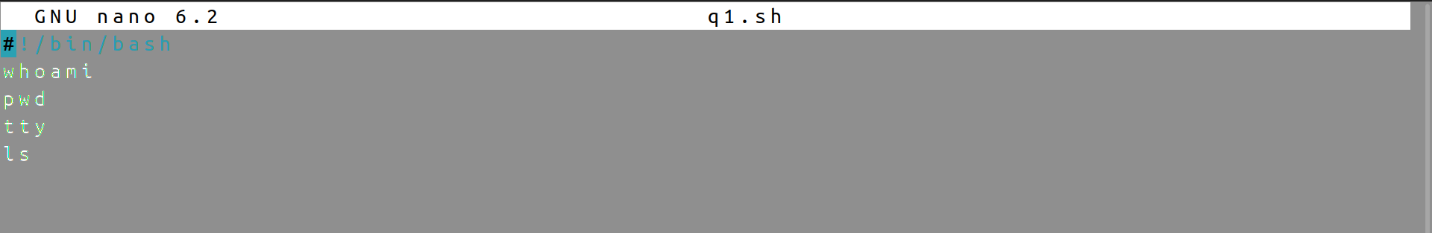 GNU nano 6.2 q1.sh
#!/bin/bash
whoami
pwd
tty
ls